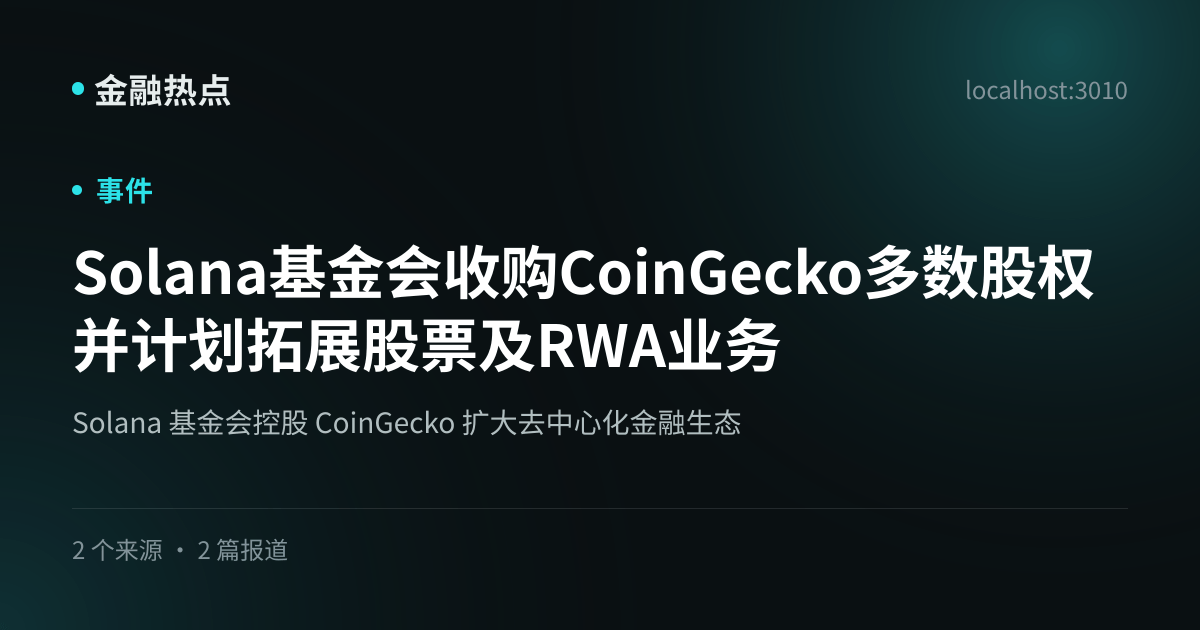 金融热点
localhost:3010
事件
Solana基金会收购CoinGecko多数股权
并计划拓展股票及RWA业务
Solana 基金会控股 CoinGecko 扩大去中心化金融生态
2 个来源 · 2 篇报道